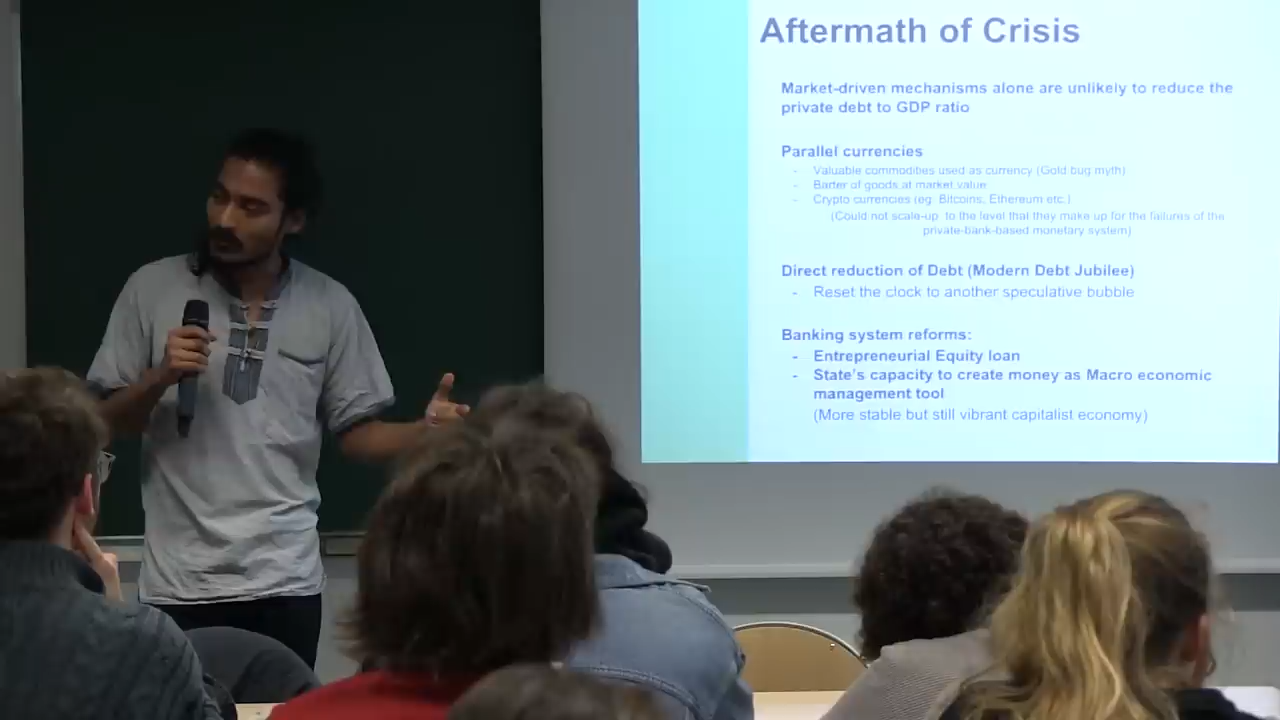 Aftermath of Crisis
Market-driven mechanisms alone are unlikely to reduce the
private debt to GDP ratio
Parallel currencies
- Valuable commodities used as currency (Gold bug myth)
- Barter of goods at market value
- Crypto currencies (eg. Bitcoins, Ethereum etc.)
(Could not scale-up to the level that they make up for the failures of the
private-bank-based monetary system)
Direct reduction of Debt (Modern Debt Jubilee)
- Reset the clock to another speculative bubble
Banking system reforms:
- Entrepreneurial Equity loan
- State's capacity to create money as Macro economic
management tool
(More stable but still vibrant capitalist economy)